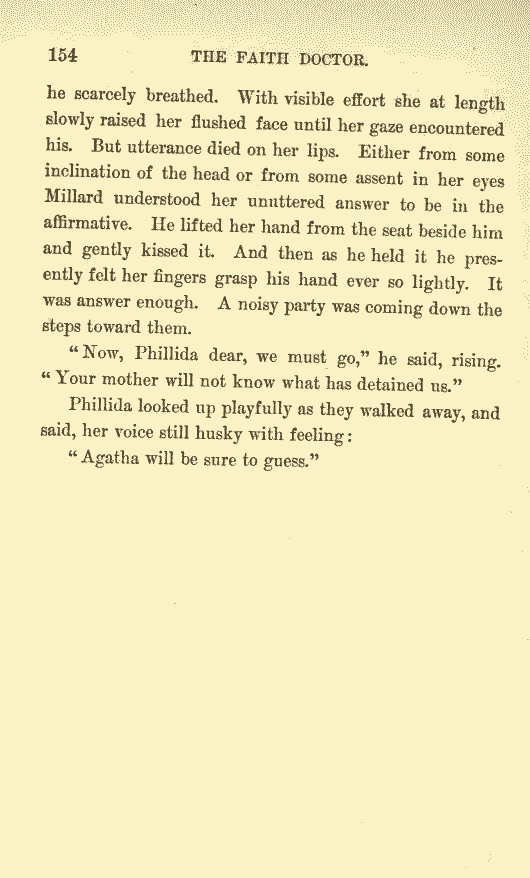 154 THE FAITH DOCTOR.
he scarcely breathed. With visible effort she at length
slowly raised her flushed face until her gaze encountered
his. But utterance died on her lips. Either from some
inclination of the head or from some assent in her eyes
Millard understood her unuttered answer to be in the
affirmative. He lifted her hand from the seat beside him
and gently kissed it. And then as he held it he pres-
ently felt her fingers grasp his hand ever so lightly. It
was answer enough. A noisy party was coming down the
steps toward them.
“Now, Phillida dear, we must go,” he said, rising.
“Your mother will not know what has detained us.”
Phillida looked up playfully as they walked away, and
said, her voice still husky with feeling:
“Agatha will be sure to guess.”